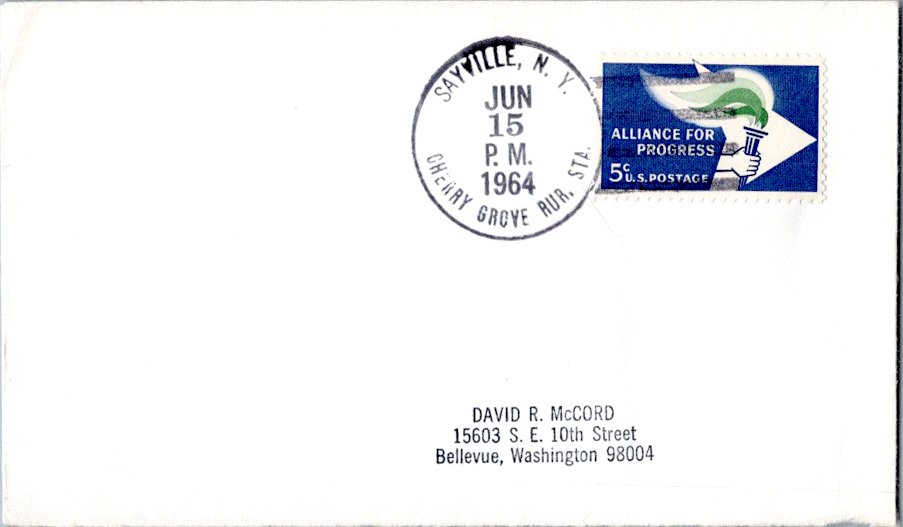 SAYVILLE, N. Y.
JUN
15
P. M.
1964
CHERRY GROVE RUR. STA.
ALLIANCE FOR
PROGRESS
5c U.S. POSTAGE
DAVID R. McCORD
15603 S. E. 10th Street
Bellevue, Washington 98004